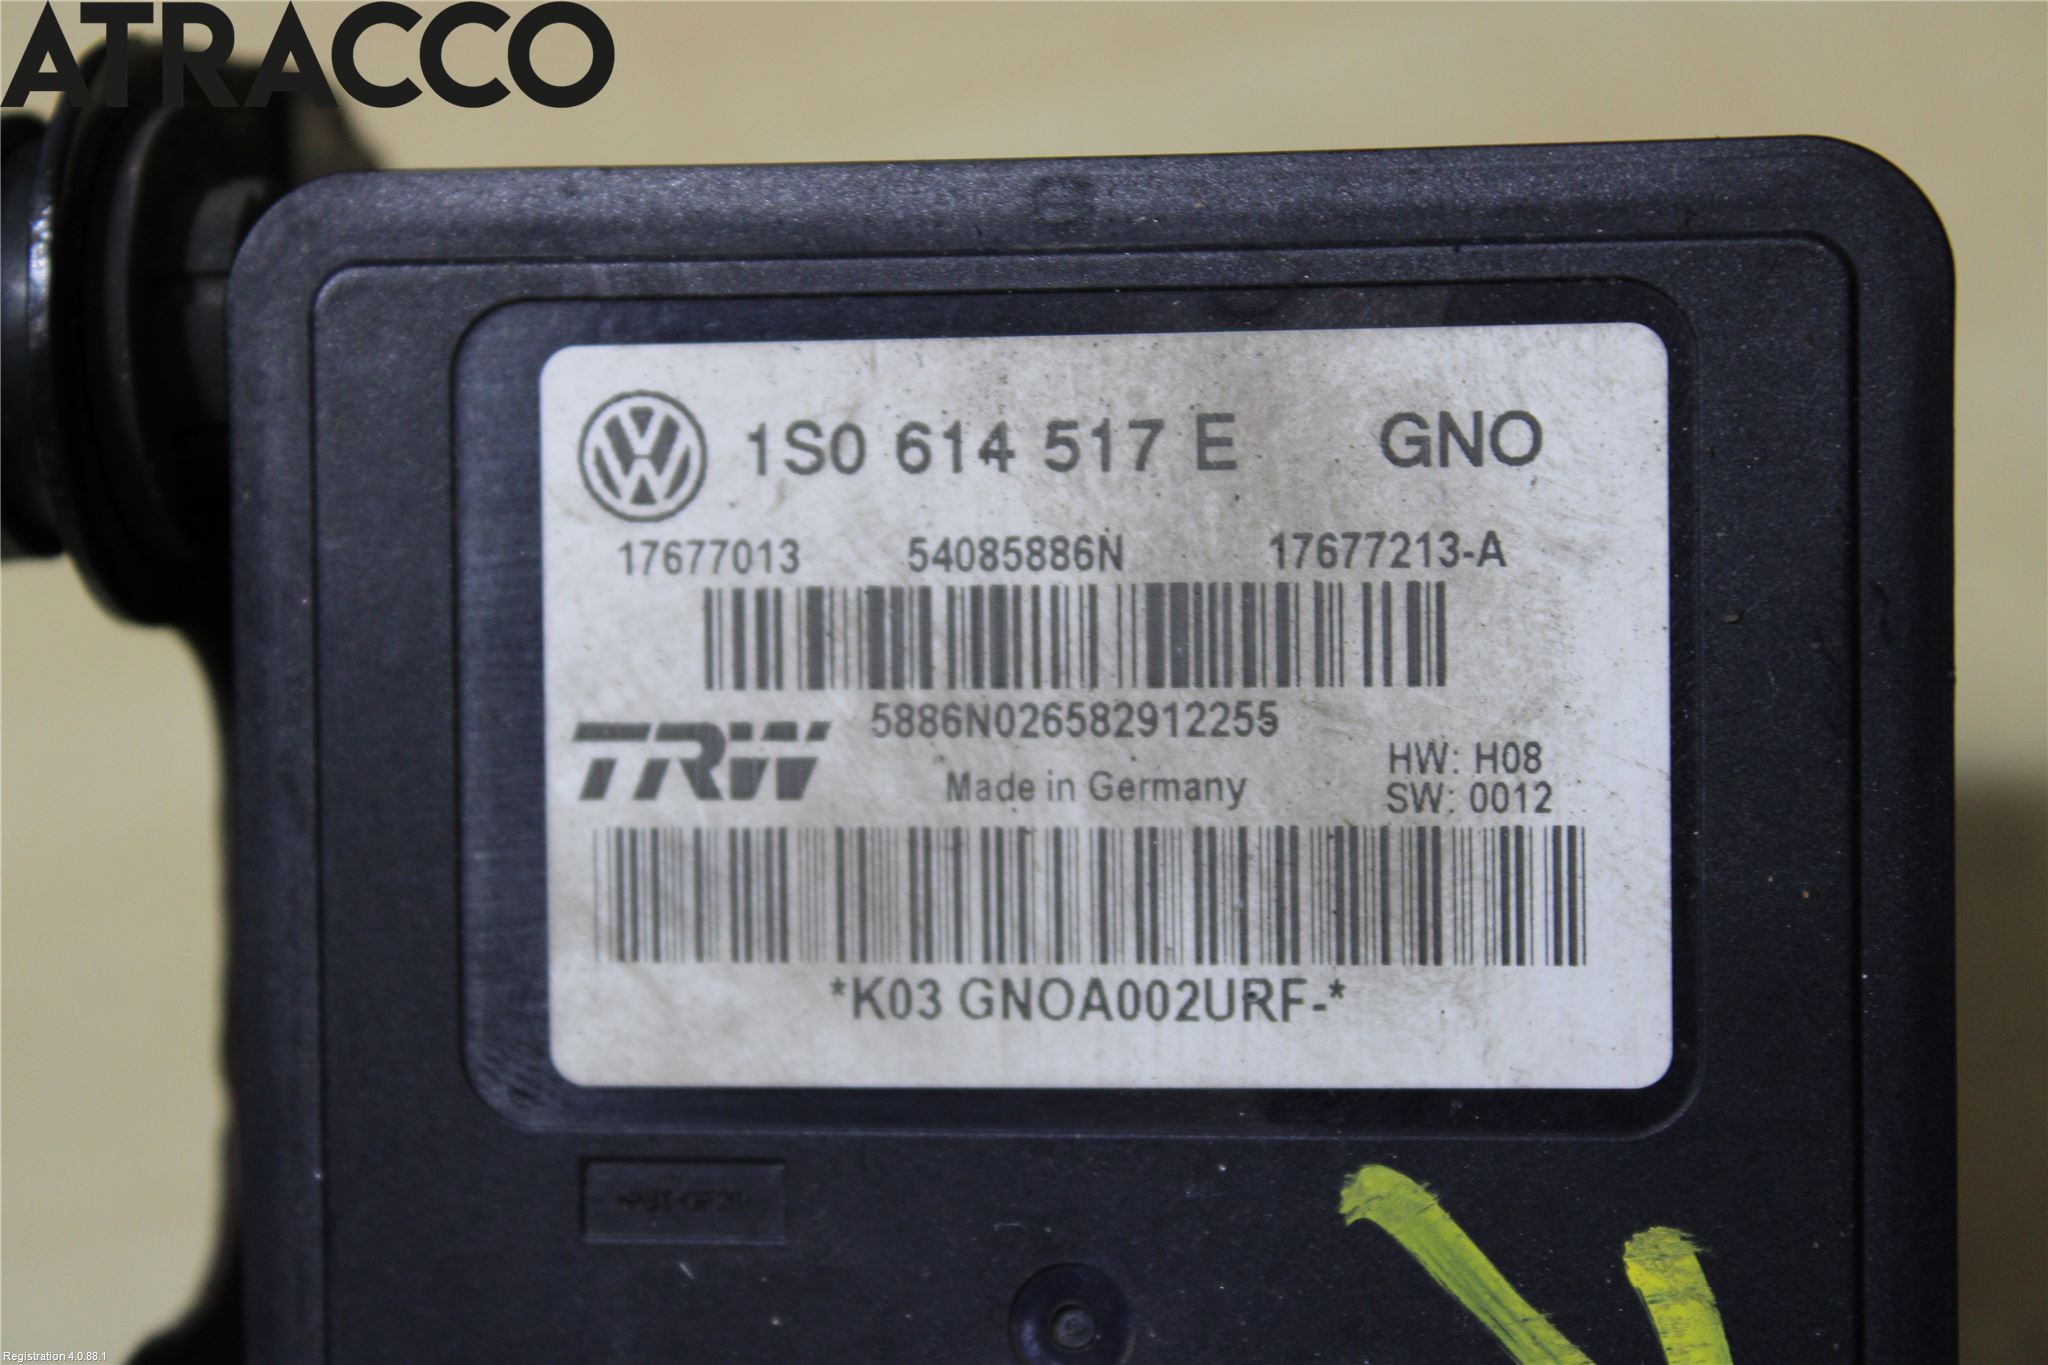 ATRACCO
1S0 614 517 E GNO
17677013 54085886N 17677213-A
5886N026582912255
TRW
Made in Germany
HW: H08
SW: 0012
*K03 GNOA002URF-*
Registration 4.0.88.1